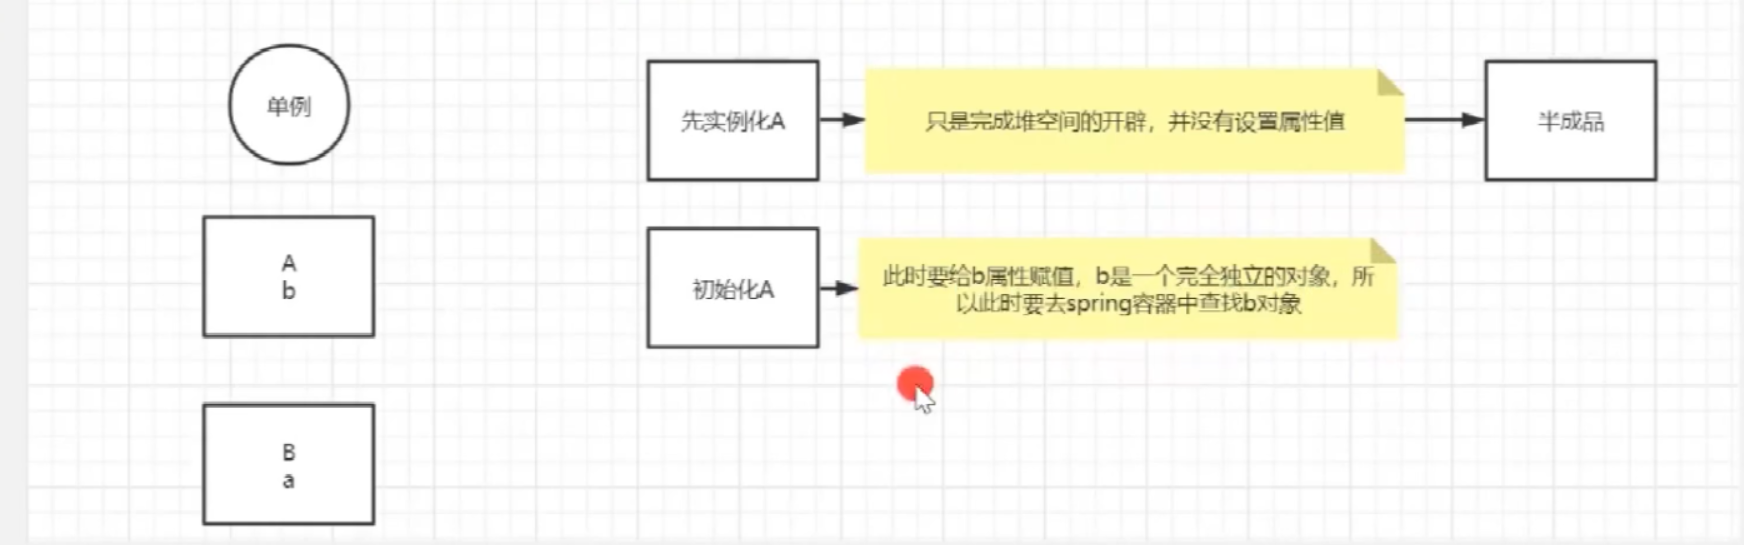 单例
A
b
B
a
先实例化A
只是完成堆空间的开辟，并没有设置属性值
半成品
初始化A
此时要给b属性赋值，b是一个完全独立的对象，所
以此时要去spring容器中查找b对象